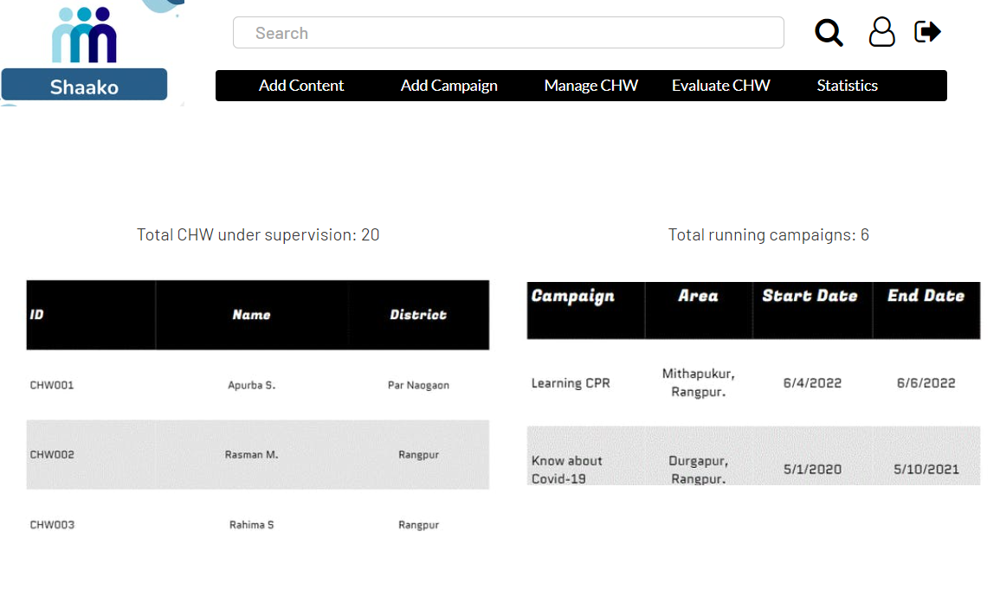 Search
Shaako
Add Content Add Campaign Manage CHW Evaluate CHW Statistics
Total CHW under supervision: 20
ID Name District
CHW001 Apurba S. Par Naogaon
CHW002 Rasman M. Rangpur
CHW003 Rahima S Rangpur
Total running campaigns: 6
Campaign Area Start Date End Date
Learning CPR Mithapukur, 6/4/2022 6/6/2022
Rangpur.
Know about Durgapur, 5/1/2020 5/10/2021
Covid-19 Rangpur.